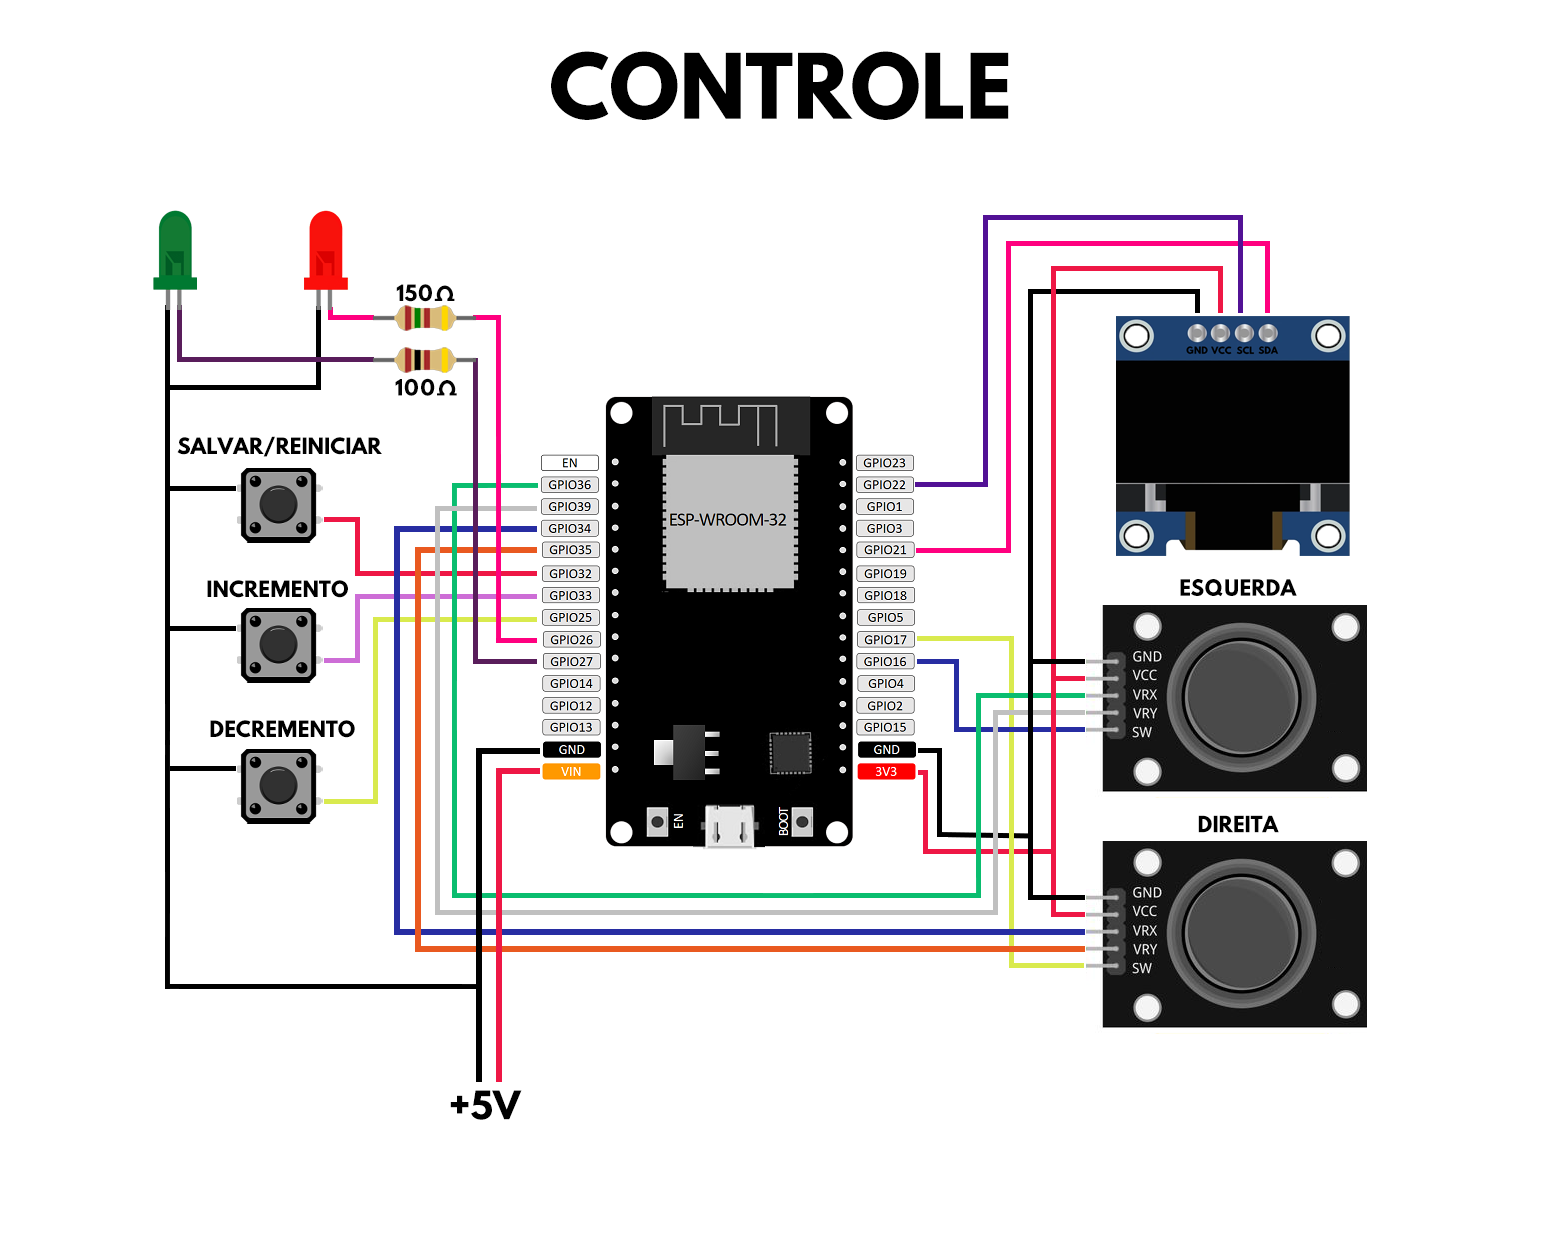 CONTROLE
150Ω
100Ω
SALVAR/REINICIAR
INCREMENTO
DECREMENTO
EN
GPIO36
GPIO39
GPIO34
GPIO35
GPIO32
GPIO33
GPIO25
GPIO26
GPIO27
GPIO14
GPIO12
GPIO13
GND
VIN
ESP-WROOM-32
EN
BOOT
GPIO23
GPIO22
GPIO1
GPIO3
GPIO21
GPIO19
GPIO18
GPIO5
GPIO17
GPIO16
GPIO4
GPIO2
GPIO15
GND
3V3
GND VCC SCL SDA
ESQUERDA
GND
VCC
VRX
VRY
SW
DIREITA
GND
VCC
VRX
VRY
SW
+5V